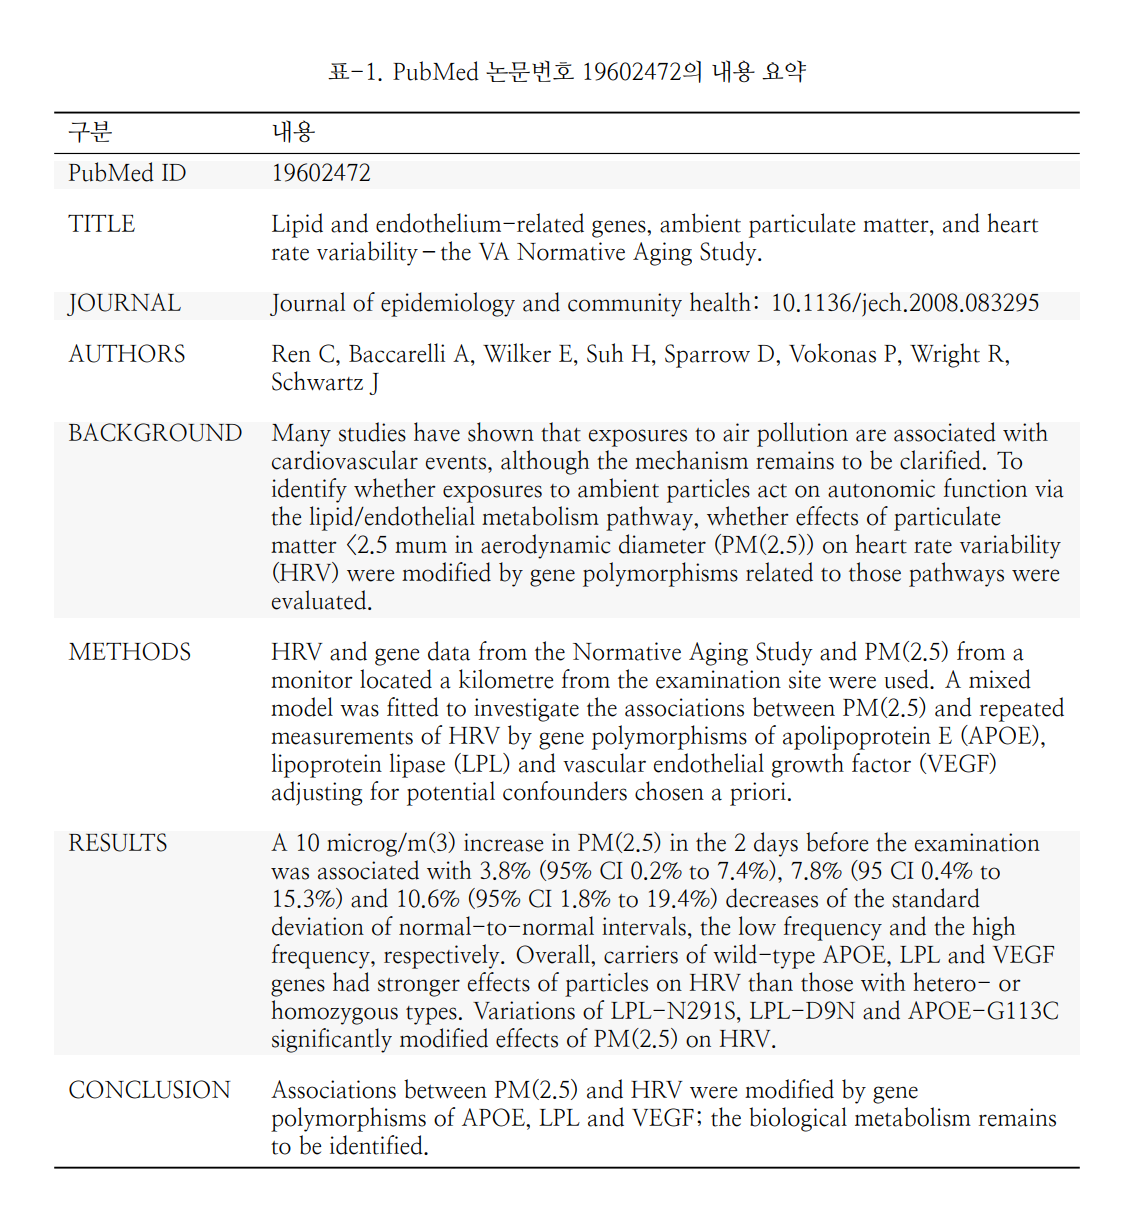 표-1. PubMed 논문번호 19602472의 내용 요약
구분 내용
PubMed ID 19602472
TITLE Lipid and endothelium-related genes, ambient particulate matter, and heart
rate variability–the VA Normative Aging Study.
JOURNAL Journal of epidemiology and community health: 10.1136/jech.2008.083295
AUTHORS Ren C, Baccarelli A, Wilker E, Suh H, Sparrow D, Vokonas P, Wright R,
Schwartz J
BACKGROUND Many studies have shown that exposures to air pollution are associated with
cardiovascular events, although the mechanism remains to be clarified. To
identify whether exposures to ambient particles act on autonomic function via
the lipid/endothelial metabolism pathway, whether effects of particulate
matter <2.5 mum in aerodynamic diameter (PM(2.5)) on heart rate variability
(HRV) were modified by gene polymorphisms related to those pathways were
evaluated.
METHODS HRV and gene data from the Normative Aging Study and PM(2.5) from a
monitor located a kilometre from the examination site were used. A mixed
model was fitted to investigate the associations between PM(2.5) and repeated
measurements of HRV by gene polymorphisms of apolipoprotein E (APOE),
lipoprotein lipase (LPL) and vascular endothelial growth factor (VEGF)
adjusting for potential confounders chosen a priori.
RESULTS A 10 microg/m(3) increase in PM(2.5) in the 2 days before the examination
was associated with 3.8% (95% CI 0.2% to 7.4%), 7.8% (95 CI 0.4% to
15.3%) and 10.6% (95% CI 1.8% to 19.4%) decreases of the standard
deviation of normal-to-normal intervals, the low frequency and the high
frequency, respectively. Overall, carriers of wild-type APOE, LPL and VEGF
genes had stronger effects of particles on HRV than those with hetero- or
homozygous types. Variations of LPL-N291S, LPL-D9N and APOE-G113C
significantly modified effects of PM(2.5) on HRV.
CONCLUSION Associations between PM(2.5) and HRV were modified by gene
polymorphisms of APOE, LPL and VEGF; the biological metabolism remains
to be identified.